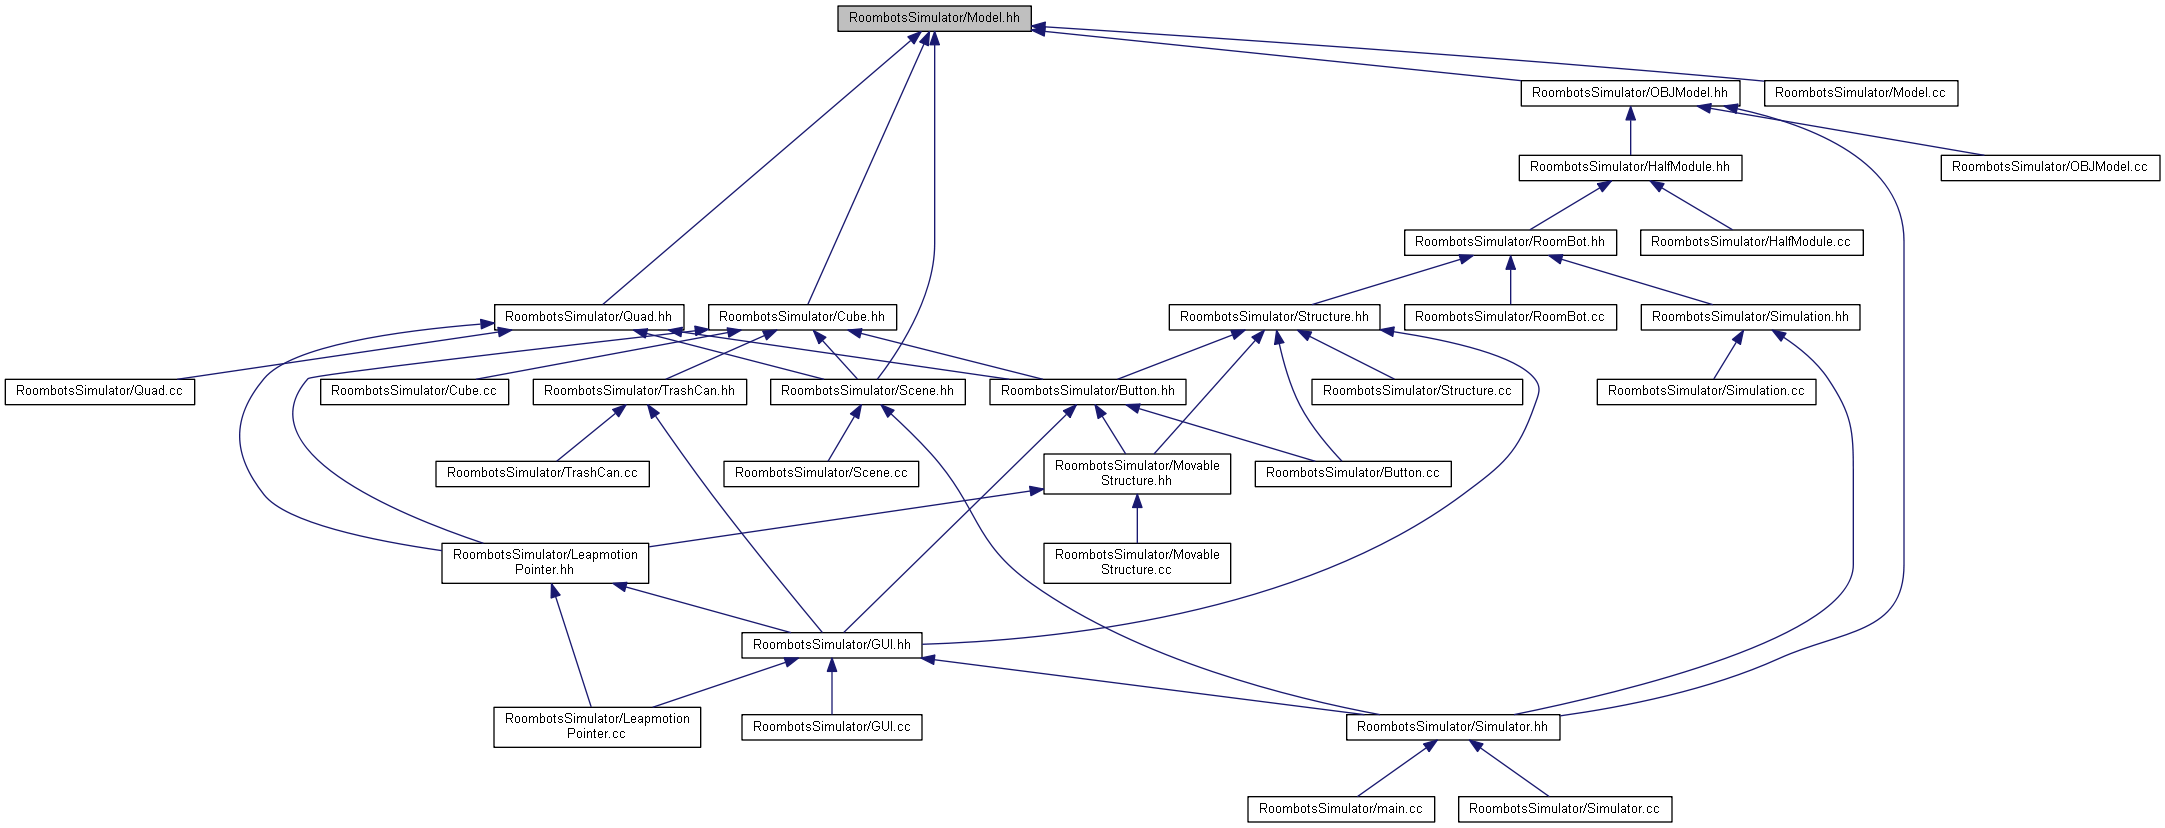 RoombotsSimulator/Model.hh
RoombotsSimulator/OBJModel.hh
RoombotsSimulator/Model.cc
RoombotsSimulator/HalfModule.hh
RoombotsSimulator/OBJModel.cc
RoombotsSimulator/RoomBot.hh
RoombotsSimulator/HalfModule.cc
RoombotsSimulator/Quad.hh
RoombotsSimulator/Cube.hh
RoombotsSimulator/Structure.hh
RoombotsSimulator/RoomBot.cc
RoombotsSimulator/Simulation.hh
RoombotsSimulator/Quad.cc
RoombotsSimulator/Cube.cc
RoombotsSimulator/TrashCan.hh
RoombotsSimulator/Scene.hh
RoombotsSimulator/Button.hh
RoombotsSimulator/Structure.cc
RoombotsSimulator/Simulation.cc
RoombotsSimulator/TrashCan.cc
RoombotsSimulator/Scene.cc
RoombotsSimulator/Movable
Structure.hh
RoombotsSimulator/Button.cc
RoombotsSimulator/Leapmotion
Pointer.hh
RoombotsSimulator/Movable
Structure.cc
RoombotsSimulator/GUI.hh
RoombotsSimulator/Leapmotion
Pointer.cc
RoombotsSimulator/GUI.cc
RoombotsSimulator/Simulator.hh
RoombotsSimulator/main.cc
RoombotsSimulator/Simulator.cc